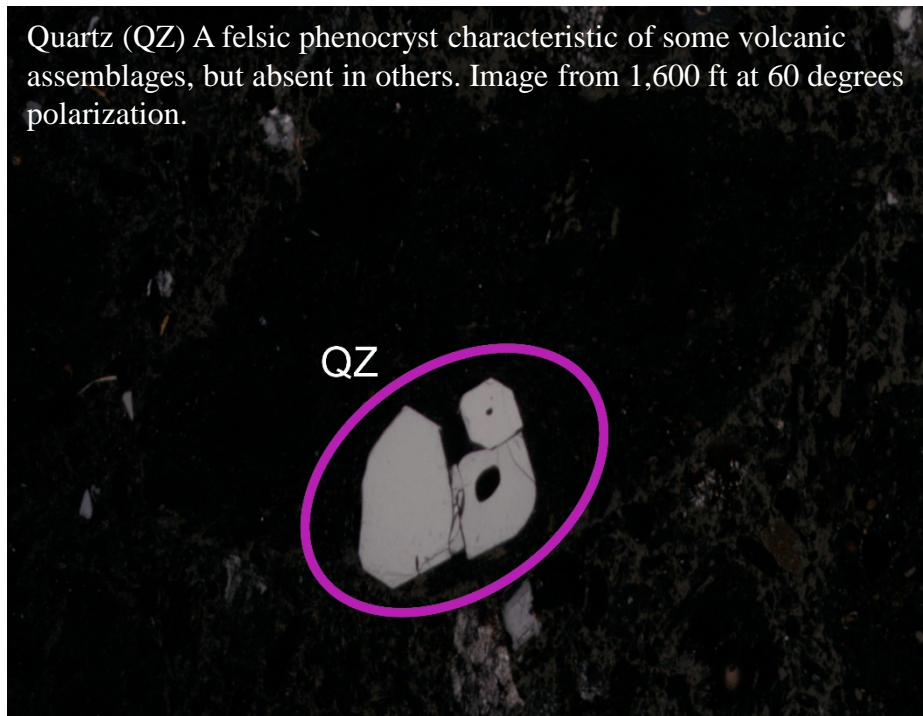 Quartz (QZ) A felsic phenocryst characteristic of some volcanic
assemblages, but absent in others. Image from 1,600 ft at 60 degrees
polarization.
QZ